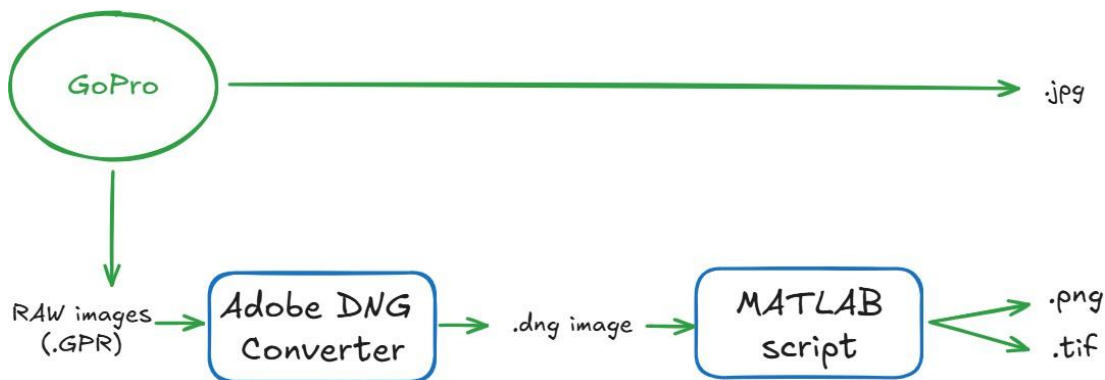 GoPro
.jpg
RAW images
(.GPR)
Adobe DNG
Converter
.dng image
MATLAB
script
.png
.tif